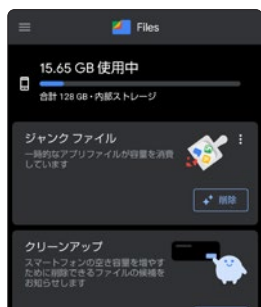 Files
15.65 GB 使用中
合計 128 GB・内部ストレージ
ジャンク ファイル
一時的なアプリファイルが容量を消費
しています
削除
クリーンアップ
スマートフォンの空き容量を増やす
ために削除できるファイルの候補を
お知らせします